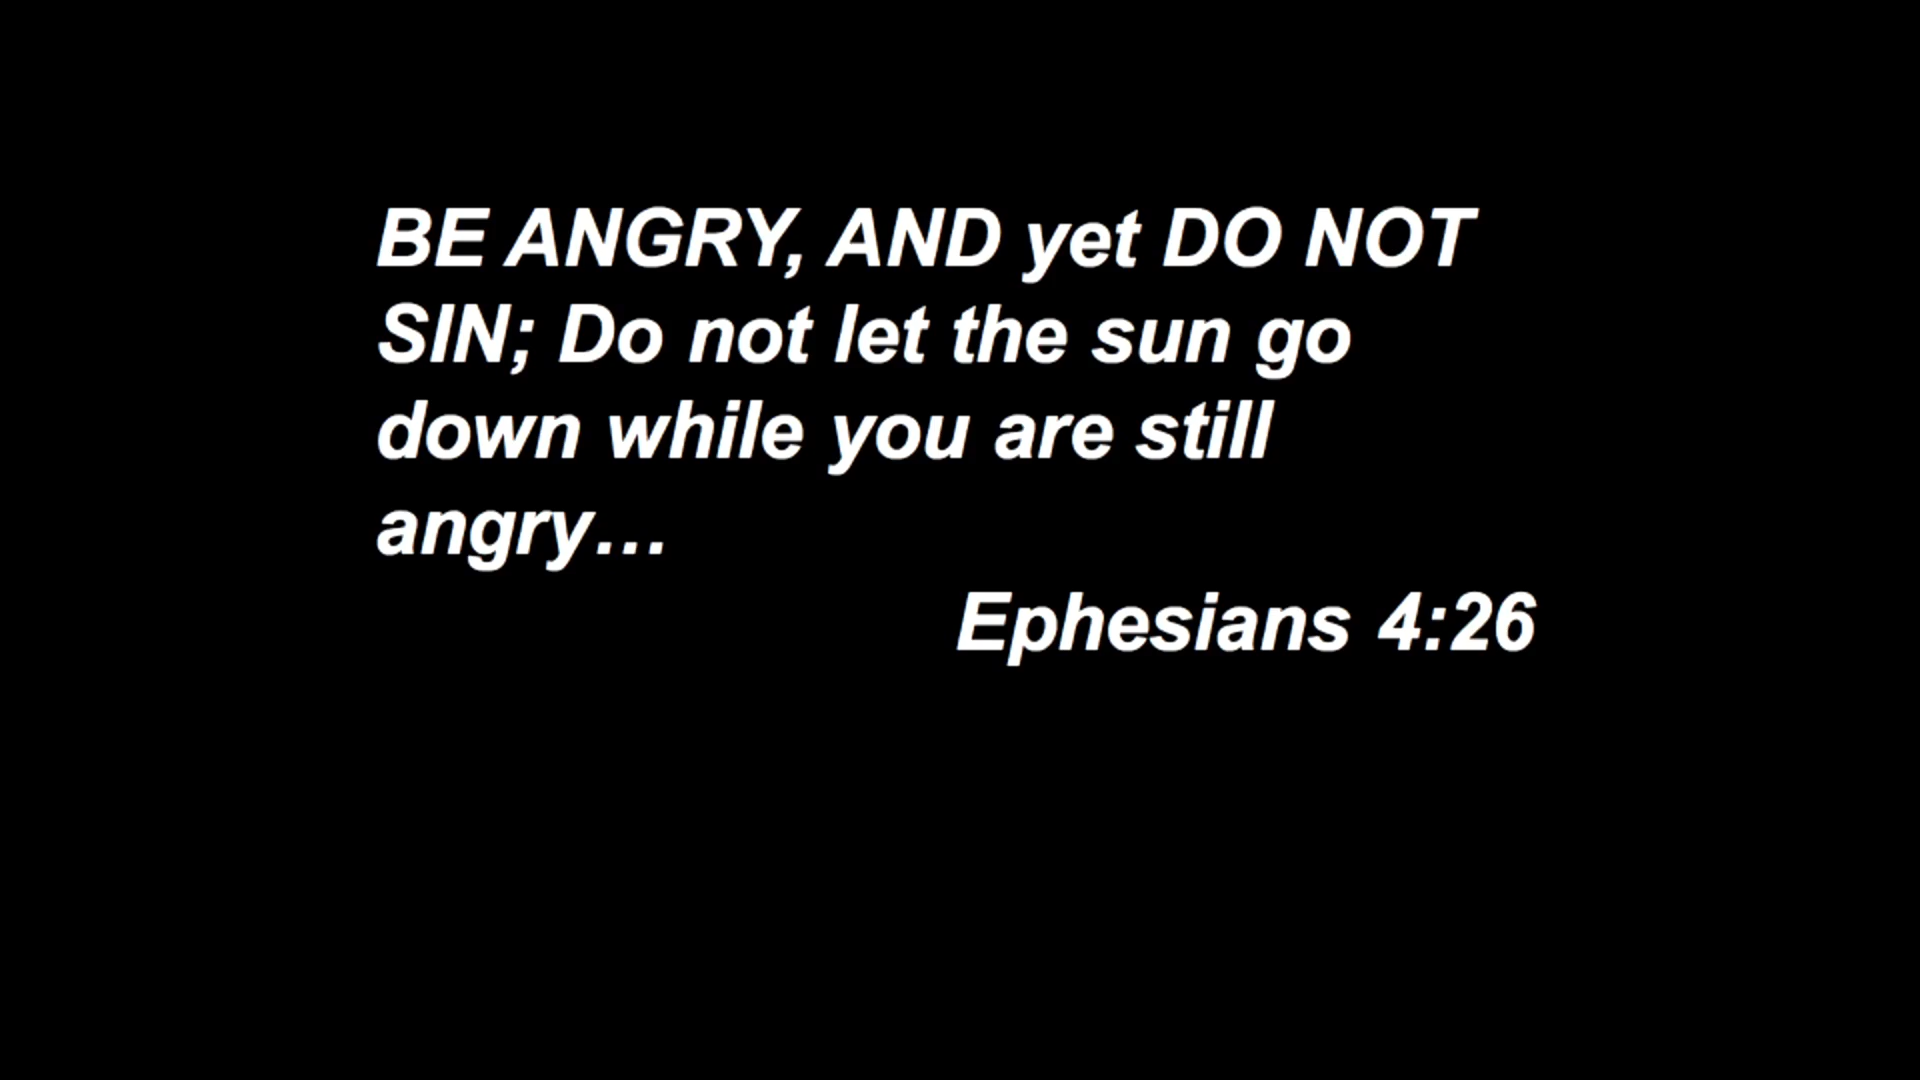 BE ANGRY, AND yet DO NOT
SIN; Do not let the sun go
down while you are still
angry…
Ephesians 4:26